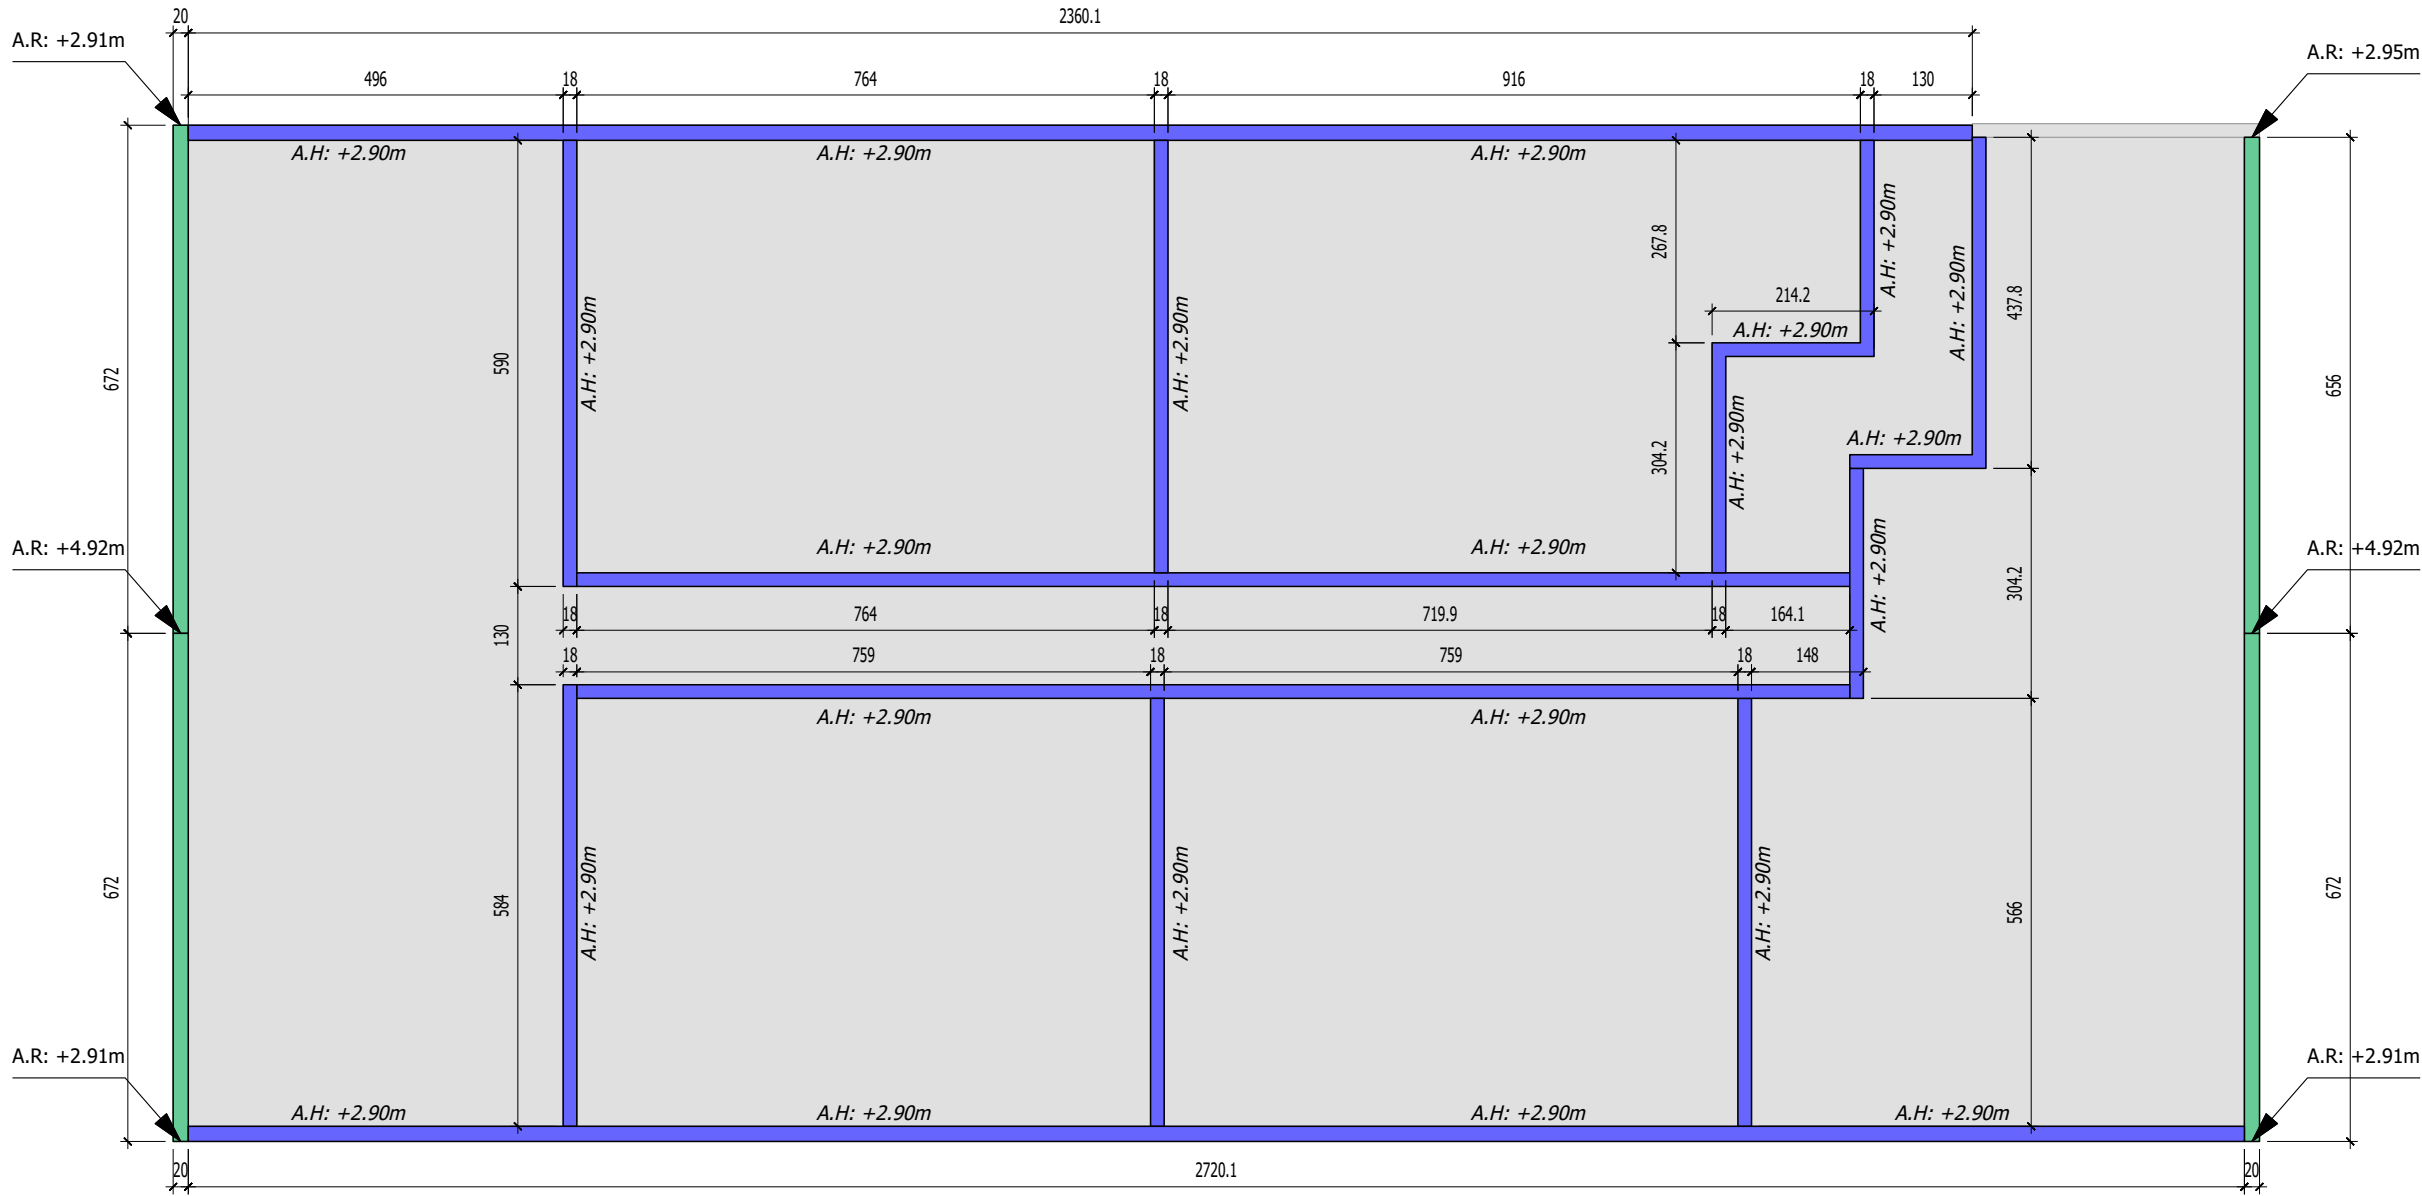 20
2360.1
A.R: +2.91m
A.R: +2.95m
496
18
764
18
916
18
130
A.H: +2.90m
A.H: +2.90m
A.H: +2.90m
A.H: +2.90m
267.8
A.H: +2.90m
214.2
437.8
A.H: +2.90m
A.H: +2.90m
A.H: +2.90m
590
672
656
A.H: +2.90m
A.H: +2.90m
304.2
A.R: +4.92m
A.H: +2.90m
A.H: +2.90m
A.H: +2.90m
A.R: +4.92m
304.2
18
764
18
719.9
18
164.1
130
18
759
18
759
18
148
A.H: +2.90m
A.H: +2.90m
672
584
A.H: +2.90m
A.H: +2.90m
A.H: +2.90m
566
672
A.R: +2.91m
A.R: +2.91m
A.H: +2.90m
A.H: +2.90m
A.H: +2.90m
A.H: +2.90m
20
2720.1
20